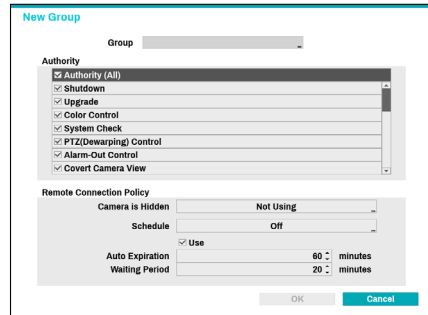 New Group
Group
Authority
Authority (All)
Shutdown
Upgrade
Color Control
System Check
PTZ(Dewarping) Control
Alarm-Out Control
Covert Camera View
Remote Connection Policy
Camera is Hidden Not Using
Schedule Off
Use
Auto Expiration 60 minutes
Waiting Period 20 minutes
OK Cancel